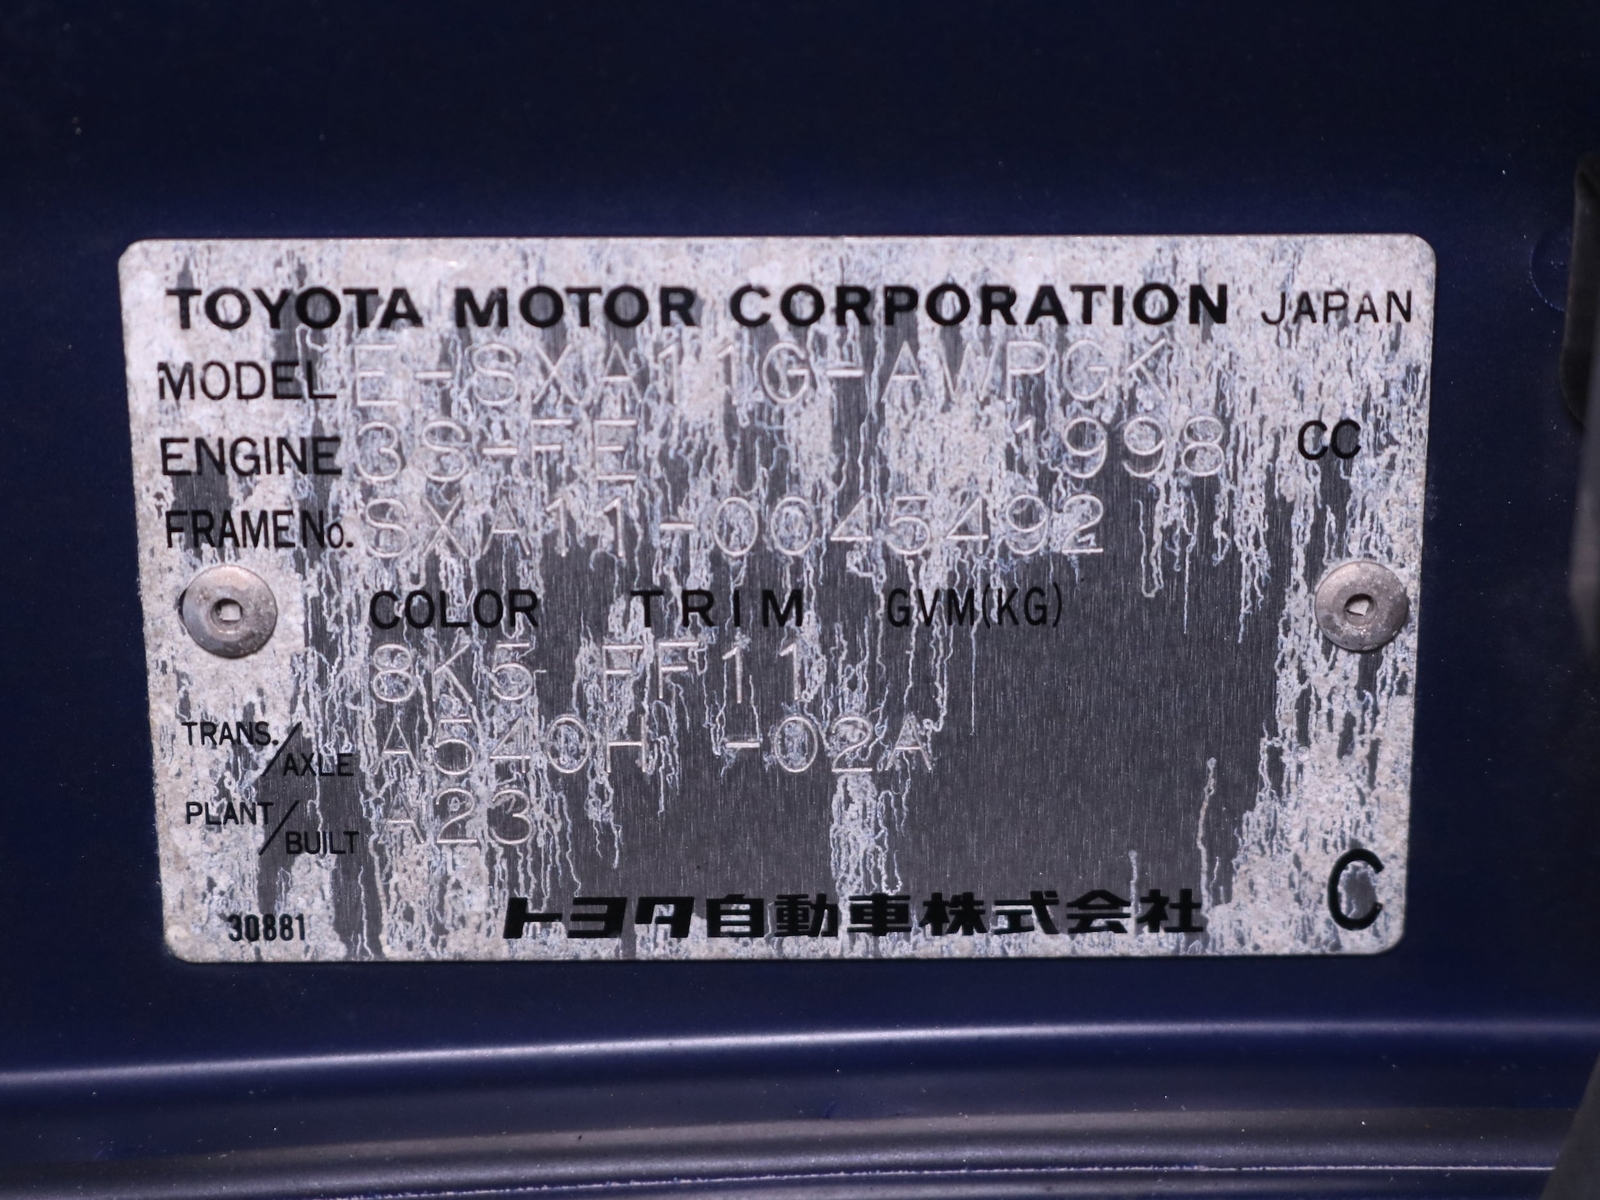 TOYOTA MOTOR CORPORATION JAPAN
MODEL E-SXA11G-AWPGK
ENGINE 3S-FE 1998 CC
FRAME No. SXA11-0045492
COLOR TRIM GVM(KG)
8K5 FF11
TRANS./AXLE A540H -02A
PLANT/BUILT A23
C
30881 トヨタ自動車株式会社